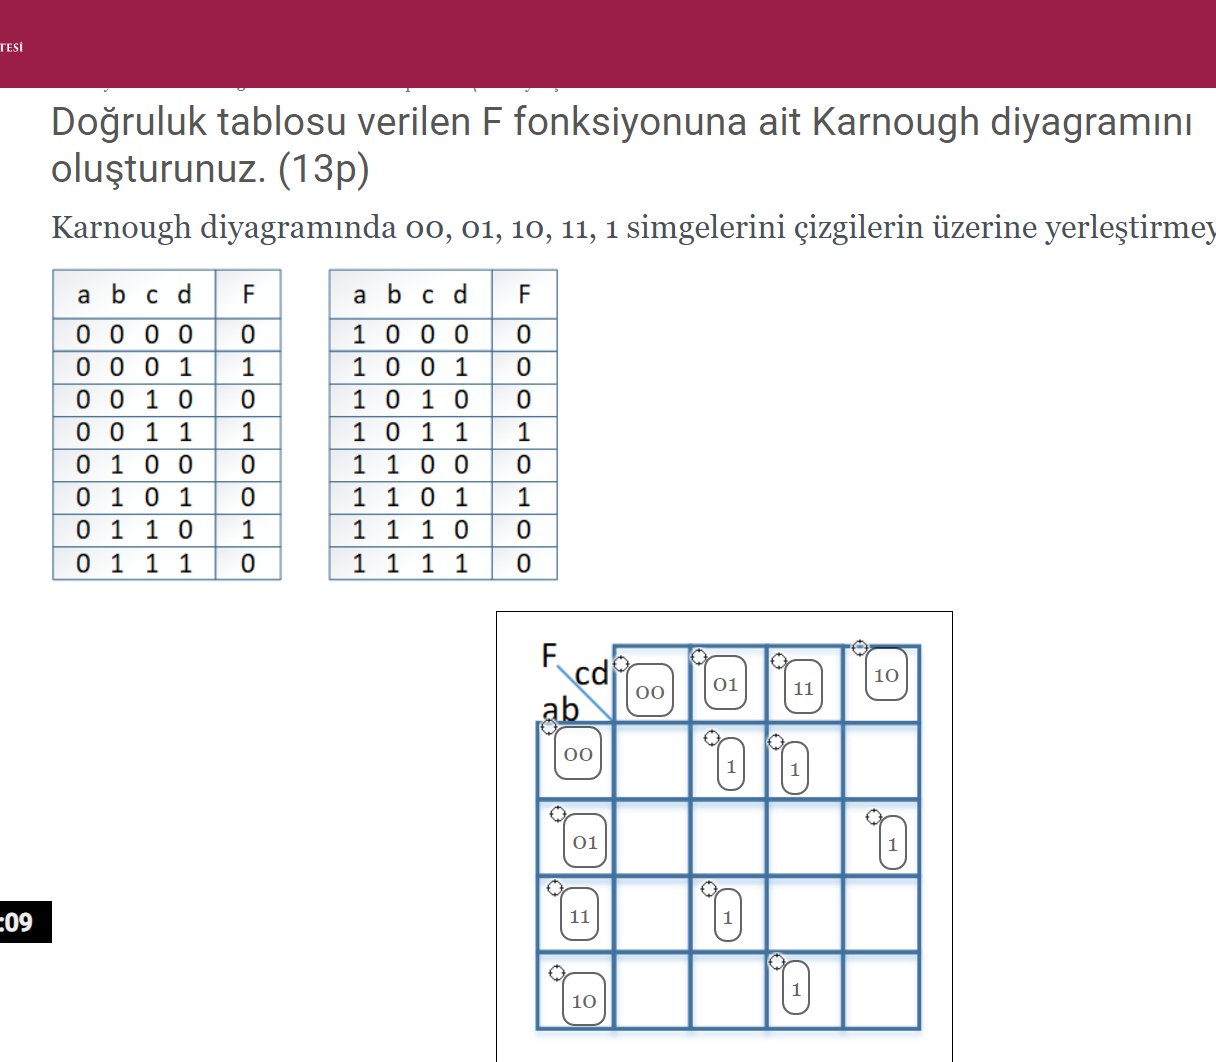 TESİ
Doğruluk tablosu verilen F fonksiyonuna ait Karnough diyagramını
oluşturunuz. (13p)
Karnough diyagramında 00, 01, 10, 11, 1 simgelerini çizgilerin üzerine yerleştirmey
a b c d F
0 0 0 0 0
0 0 0 1 1
0 0 1 0 0
0 0 1 1 1
0 1 0 0 0
0 1 0 1 0
0 1 1 0 1
0 1 1 1 0
a b c d F
1 0 0 0 0
1 0 0 1 0
1 0 1 0 0
1 0 1 1 1
1 1 0 0 0
1 1 0 1 1
1 1 1 0 0
1 1 1 1 0
F
cd
ab
00 01 11 10
00 1 1
01 1
11 1
10 1
:09